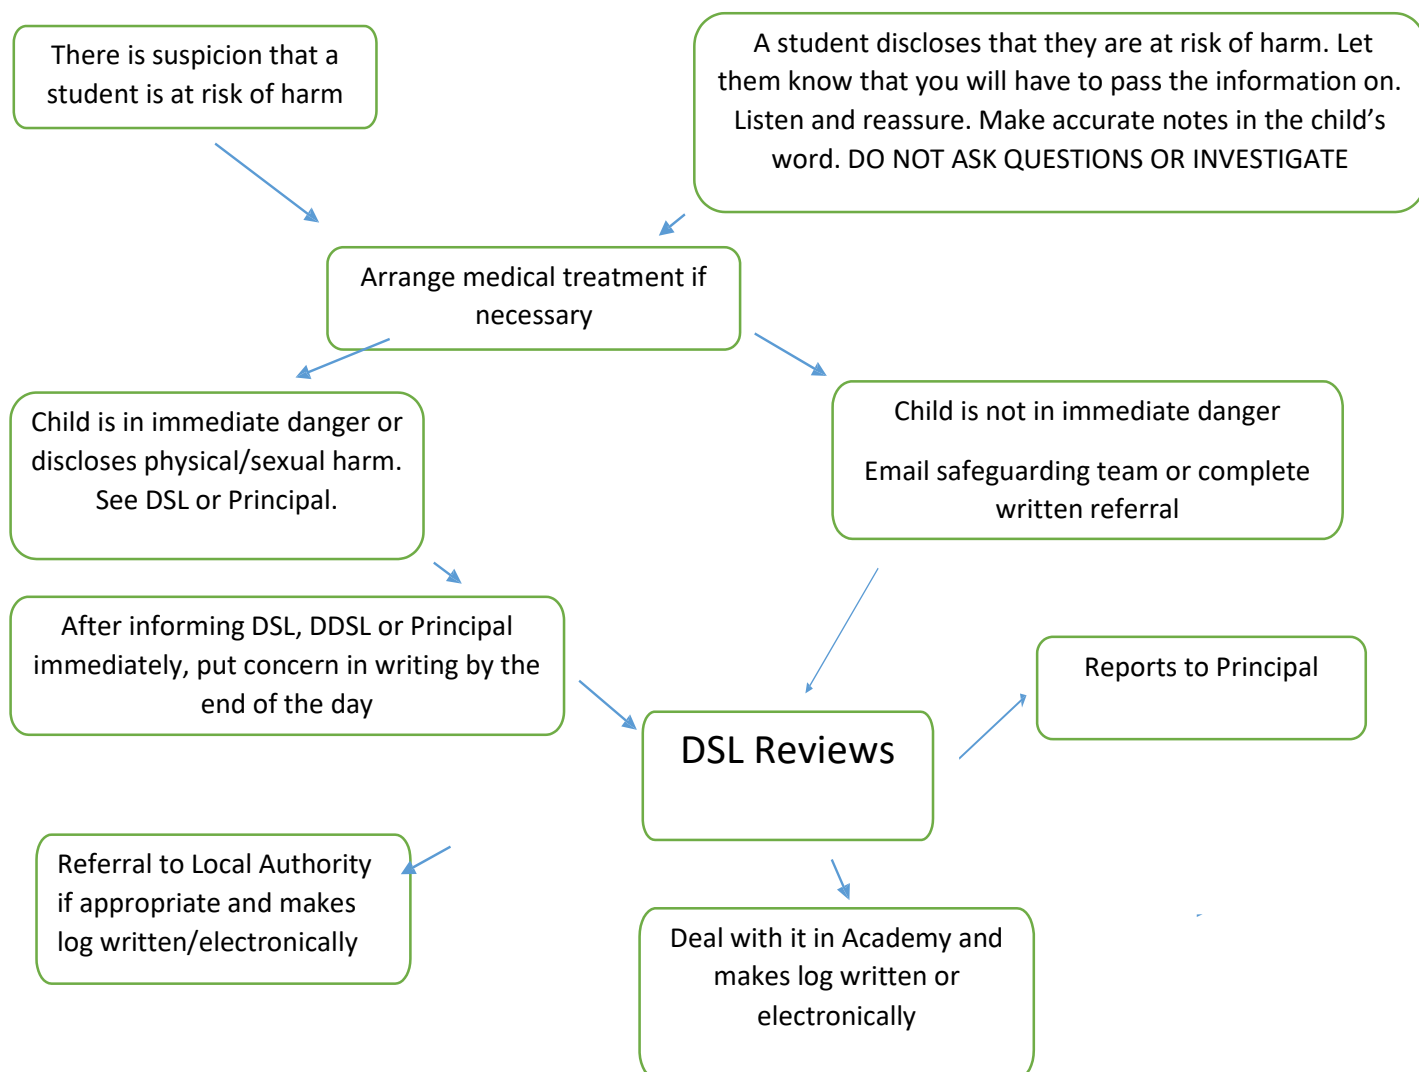 There is suspicion that a
student is at risk of harm
A student discloses that they are at risk of harm. Let
them know that you will have to pass the information on.
Listen and reassure. Make accurate notes in the child’s
word. DO NOT ASK QUESTIONS OR INVESTIGATE
Arrange medical treatment if
necessary
Child is in immediate danger or
discloses physical/sexual harm.
See DSL or Principal.
Child is not in immediate danger
Email safeguarding team or complete
written referral
After informing DSL, DDSL or Principal
immediately, put concern in writing by the
end of the day
Reports to Principal
DSL Reviews
Referral to Local Authority
if appropriate and makes
log written/electronically
Deal with it in Academy and
makes log written or
electronically